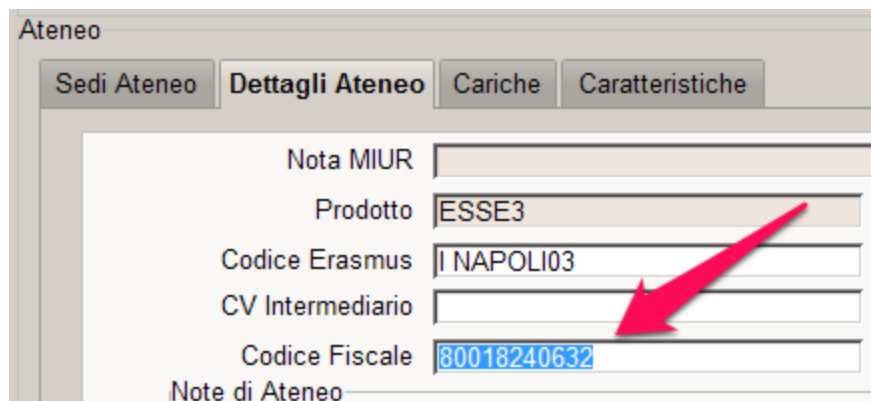 Ateneo
Sedi Ateneo Dettagli Ateneo Cariche Caratteristiche
Nota MIUR
Prodotto ESSE3
Codice Erasmus I NAPOLI03
CV Intermediario
Codice Fiscale 80018240632
Note di Ateneo